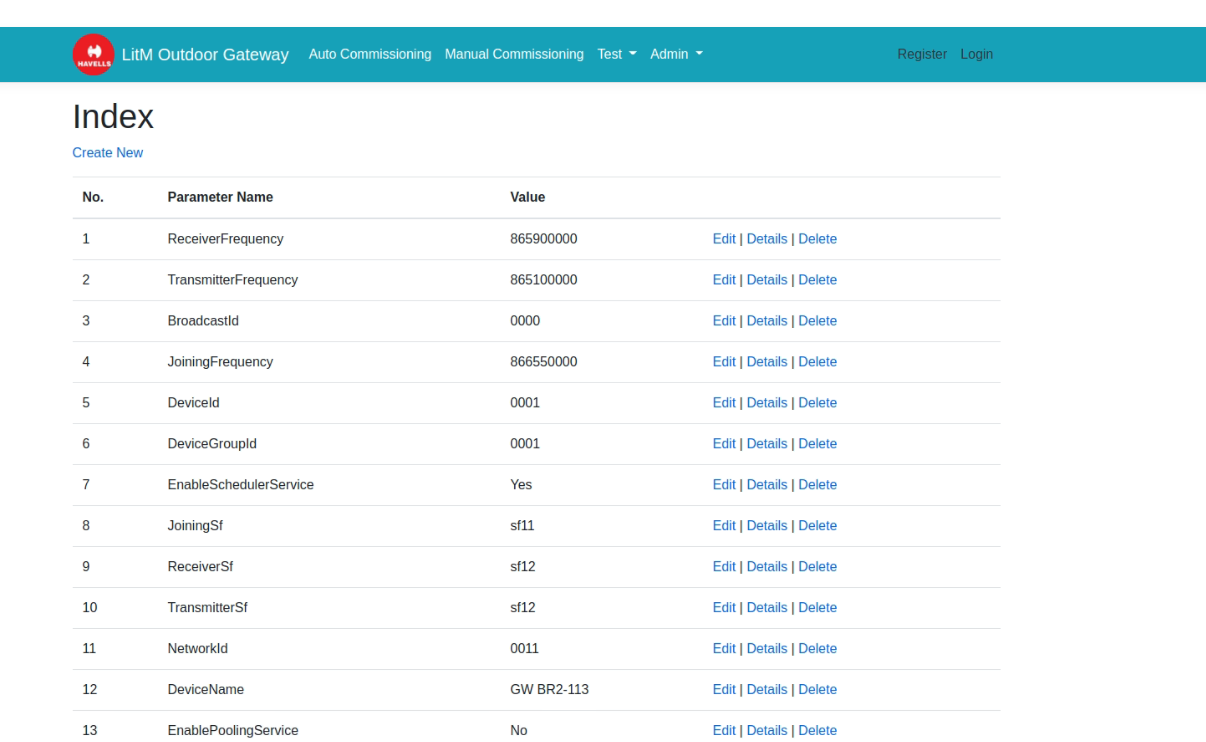 HAVELLS LitM Outdoor Gateway Auto Commissioning Manual Commissioning Test Admin Register Login
Index
Create New
No. Parameter Name Value
1 ReceiverFrequency 865900000 Edit | Details | Delete
2 TransmitterFrequency 865100000 Edit | Details | Delete
3 BroadcastId 0000 Edit | Details | Delete
4 JoiningFrequency 866550000 Edit | Details | Delete
5 DeviceId 0001 Edit | Details | Delete
6 DeviceGroupId 0001 Edit | Details | Delete
7 EnableSchedulerService Yes Edit | Details | Delete
8 JoiningSf sf11 Edit | Details | Delete
9 ReceiverSf sf12 Edit | Details | Delete
10 TransmitterSf sf12 Edit | Details | Delete
11 NetworkId 0011 Edit | Details | Delete
12 DeviceName GW BR2-113 Edit | Details | Delete
13 EnablePoolingService No Edit | Details | Delete